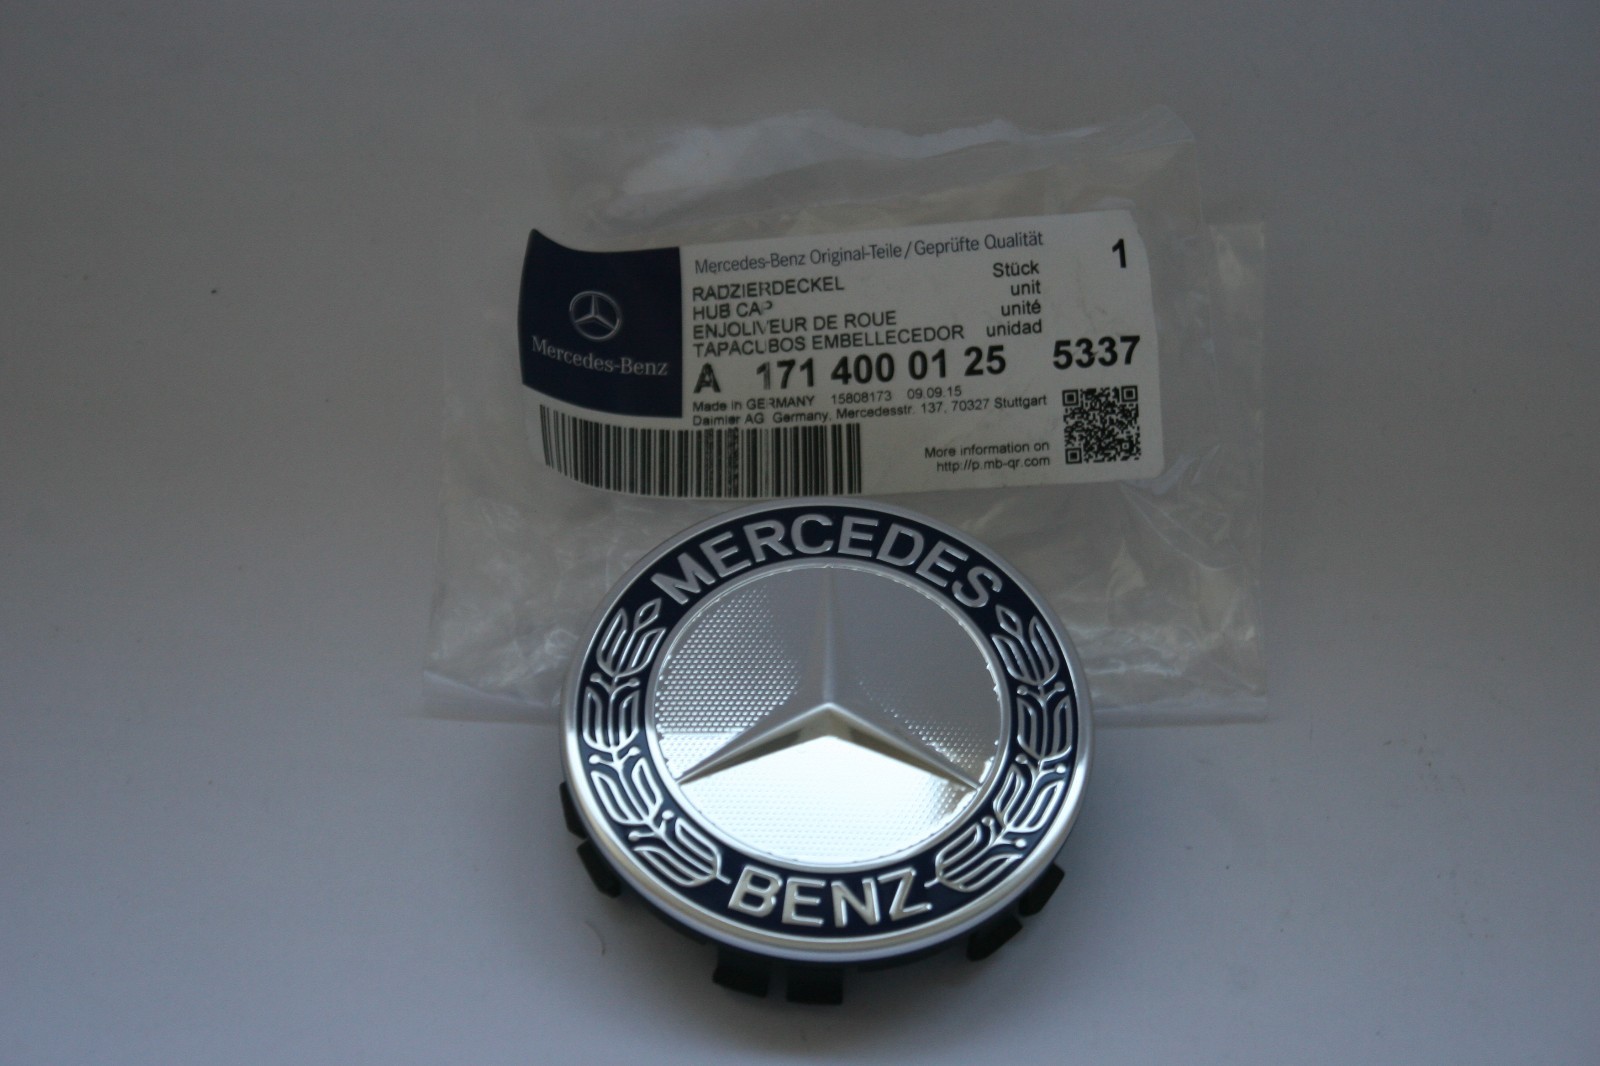 Mercedes-Benz Original-Teile/Geprüfte Qualität
1
RADZIERDECKEL
Stück
HUB CAP
unit
ENJOLIVEUR DE ROUE
unité
TAPACUBOS EMBELLECEDOR
unidad
A 171 400 01 25 5337
Made in GERMANY 15808173 09.09.15
Daimler AG Germany, Mercedesstr. 137, 70327 Stuttgart
More information on
http://p.mb-qr.com
Mercedes-Benz
MERCEDES
BENZ